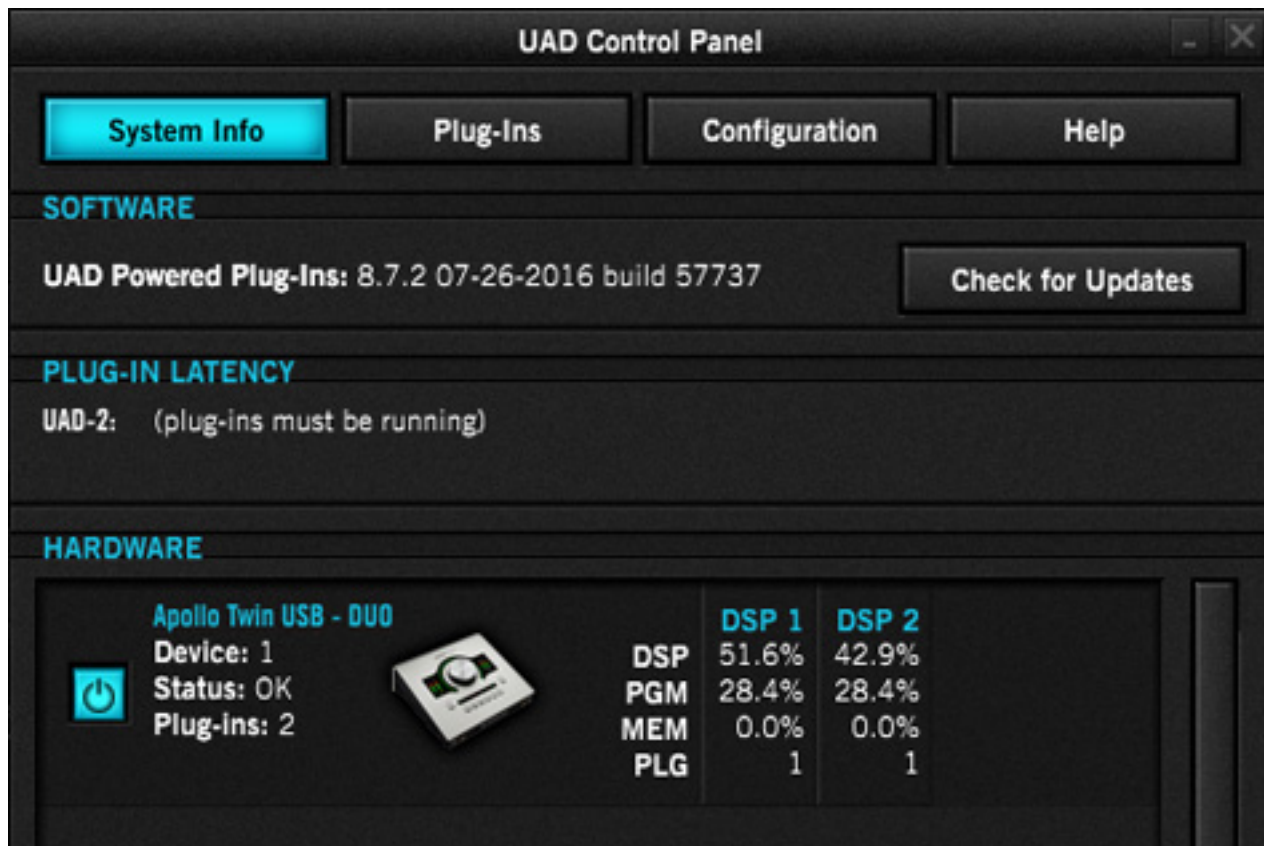 UAD Control Panel
System Info Plug-Ins Configuration Help
SOFTWARE
UAD Powered Plug-Ins: 8.7.2 07-26-2016 build 57737 Check for Updates
PLUG-IN LATENCY
UAD-2: (plug-ins must be running)
HARDWARE
Apollo Twin USB - DUO
Device: 1
Status: OK
Plug-ins: 2
DSP 1 DSP 2
DSP 51.6% 42.9%
PGM 28.4% 28.4%
MEM 0.0% 0.0%
PLG 1 1